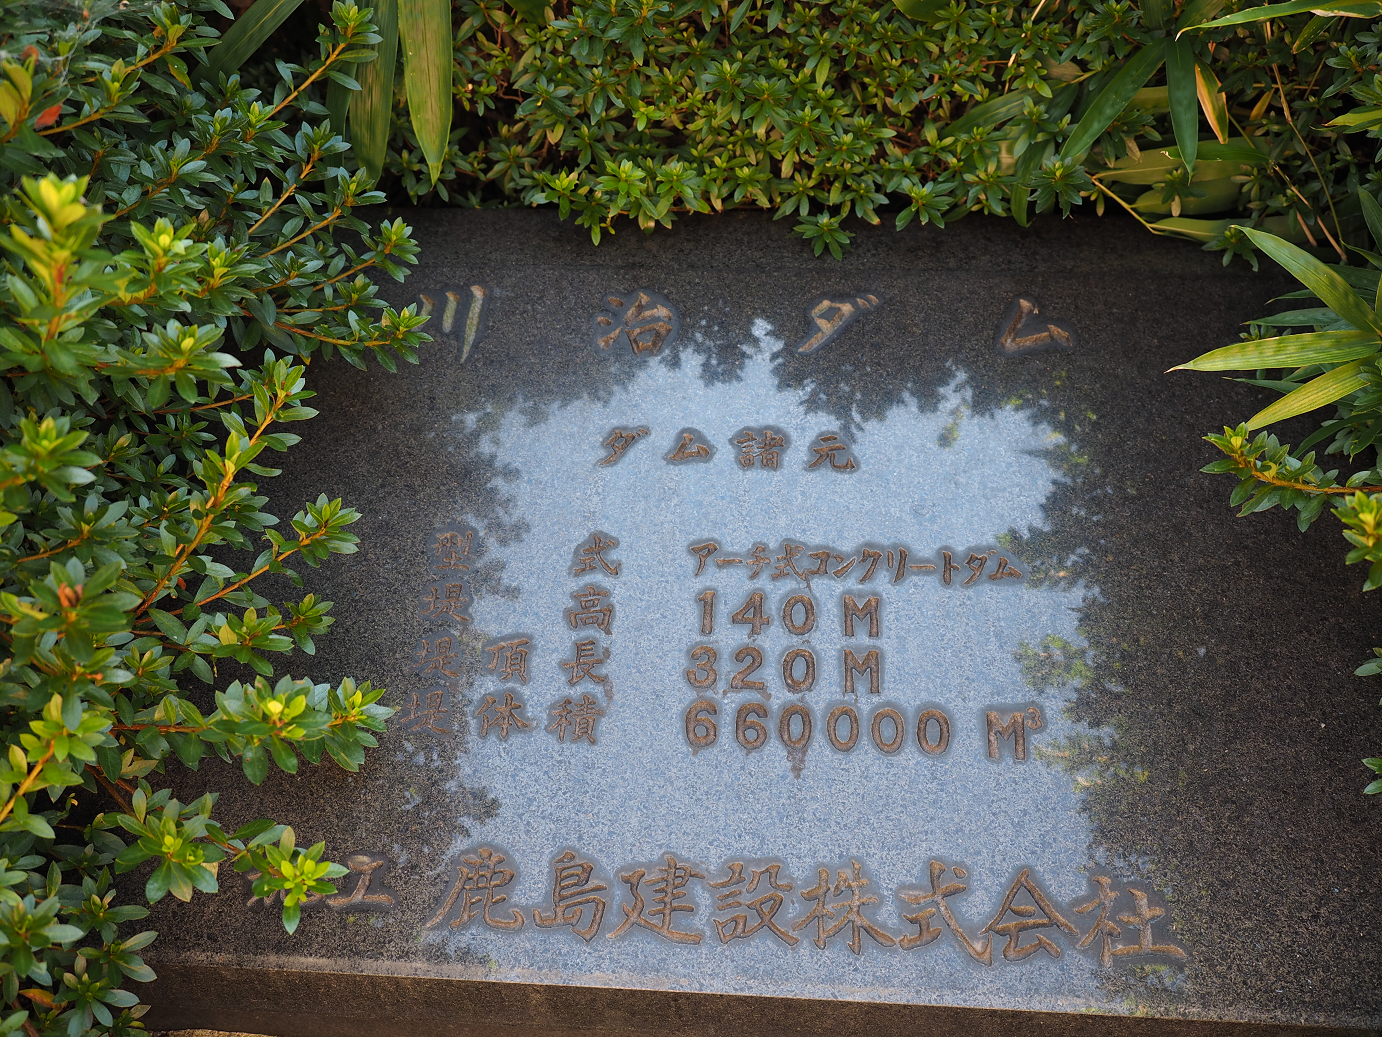 川治ダム
ダム諸元
型式 アーチ式コンクリートダム
堤高 140M
堤頂長 320M
堤体積 660000M³
施工 鹿島建設株式会社